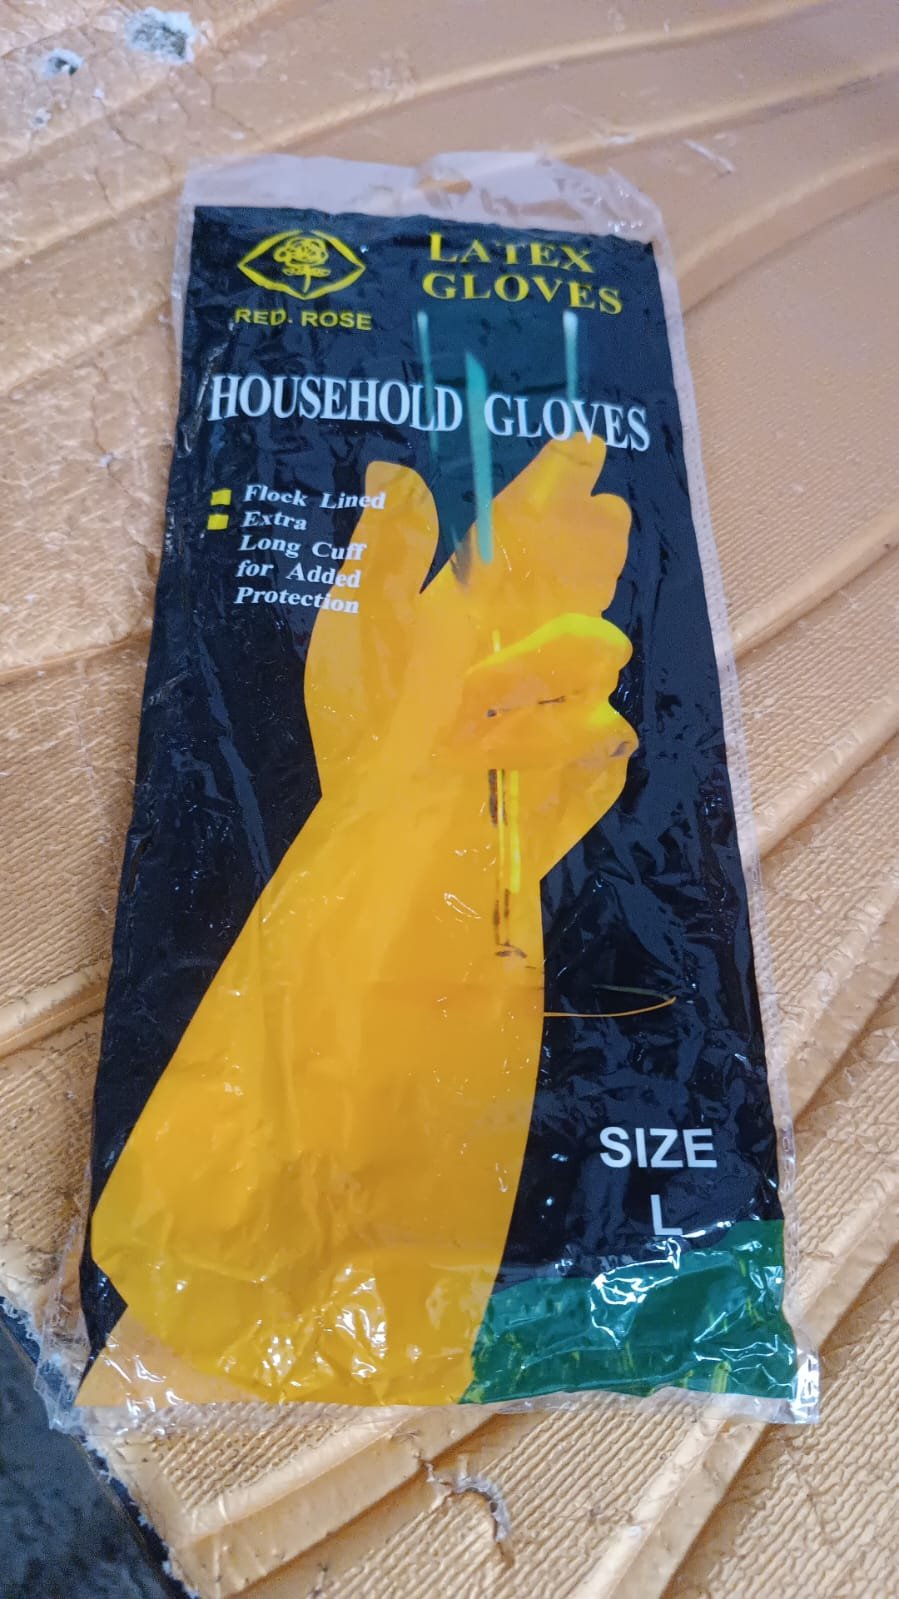 RED. ROSE
LATEX
GLOVES
HOUSEHOLD GLOVES
Flock Lined
Extra
Long Cuff
for Added
Protection
SIZE
L